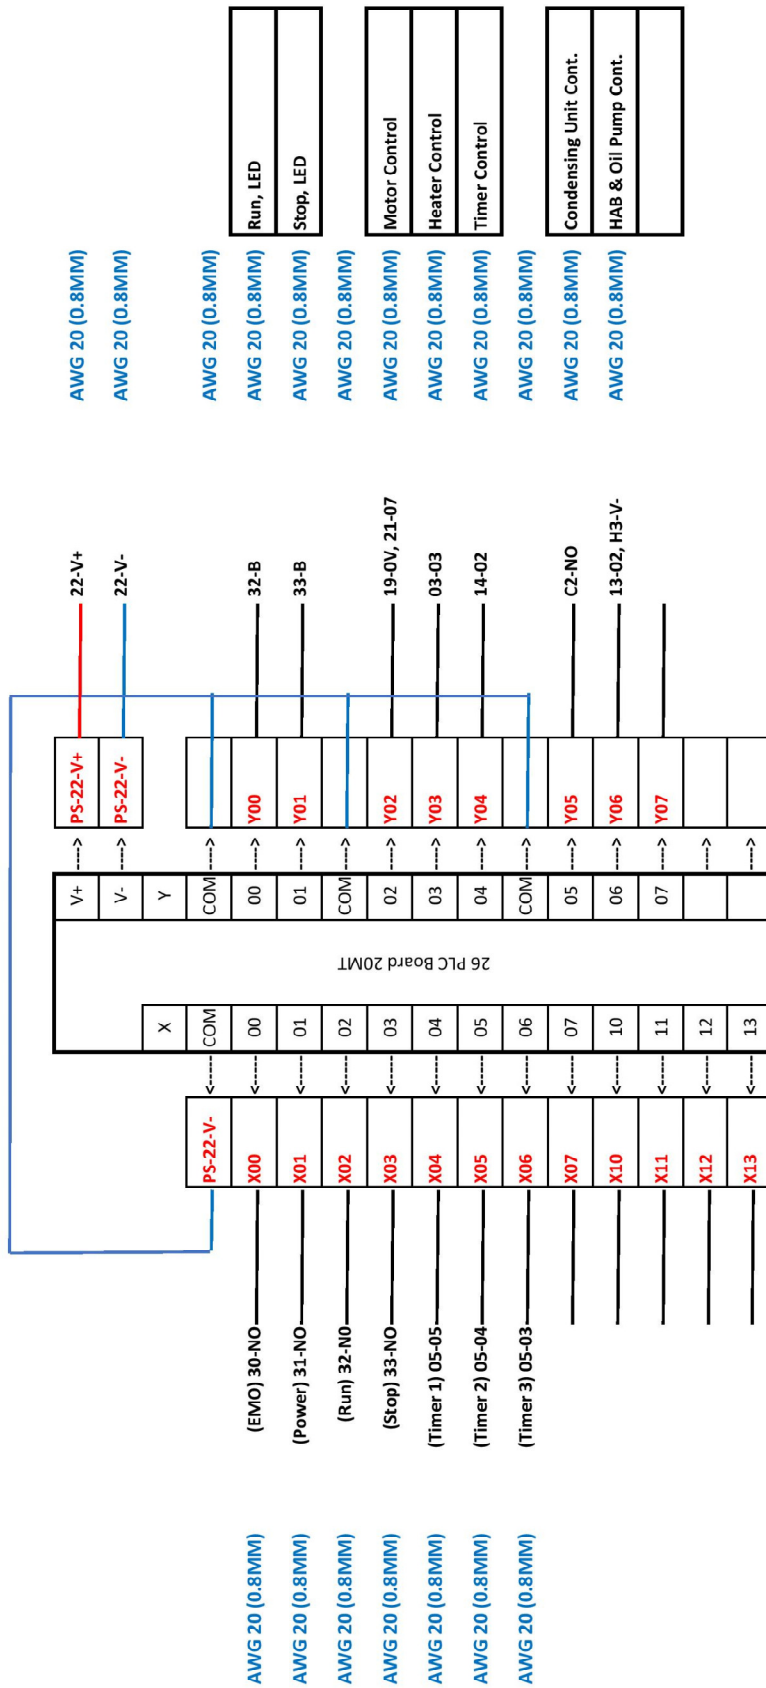 V+ ----> PS-22-V+ 22-V+ AWG 20 (0.8MM)
V- ----> PS-22-V- 22-V- AWG 20 (0.8MM)
X Y
PS-22-V- <----- COM COM ----> AWG 20 (0.8MM)
AWG 20 (0.8MM) (EMO) 30-NO X00 <----- 00 00 ----> Y00 32-B AWG 20 (0.8MM) Run, LED
AWG 20 (0.8MM) (Power) 31-NO X01 <----- 01 01 ----> Y01 33-B AWG 20 (0.8MM) Stop, LED
AWG 20 (0.8MM) (Run) 32-N0 X02 <----- 02 COM ----> AWG 20 (0.8MM)
26 PLC Board 20MT
AWG 20 (0.8MM) (Stop) 33-NO X03 <----- 03 02 ----> Y02 19-0V, 21-07 AWG 20 (0.8MM) Motor Control
AWG 20 (0.8MM) (Timer 1) 05-05 X04 <----- 04 03 ----> Y03 03-03 AWG 20 (0.8MM) Heater Control
AWG 20 (0.8MM) (Timer 2) 05-04 X05 <----- 05 04 ----> Y04 14-02 AWG 20 (0.8MM) Timer Control
AWG 20 (0.8MM) (Timer 3) 05-03 X06 <----- 06 COM ----> AWG 20 (0.8MM)
X07 <----- 07 05 ----> Y05 C2-NO AWG 20 (0.8MM) Condensing Unit Cont.
X10 <----- 10 06 ----> Y06 13-02, H3-V- AWG 20 (0.8MM) HAB & Oil Pump Cont.
X11 <----- 11 07 ----> Y07
X12 <----- 12 ---->
X13 <----- 13 ---->